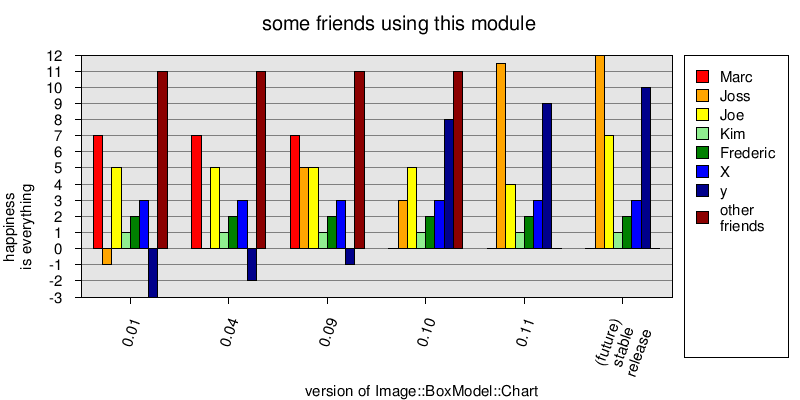 some friends using this module
12
11
10
9
8
7
6
5
4
3
2
1
0
-1
-2
-3
happiness
is everything
0.01
0.04
0.09
0.10
0.11
(future)
stable
release
version of Image::BoxModel::Chart
Marc
Joss
Joe
Kim
Frederic
X
y
other
friends